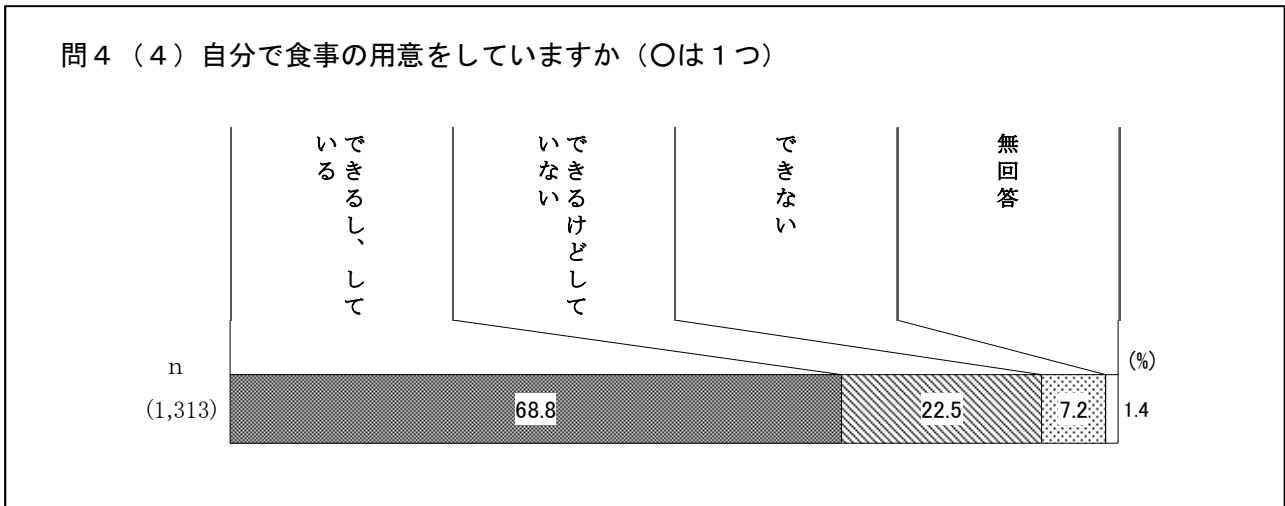 問４（４）自分で食事の用意をしていますか（〇は１つ）
できるし、して
いる
できるけどして
いない
できない
無回答
n
(%)
(1,313)
68.8
22.5
7.2
1.4